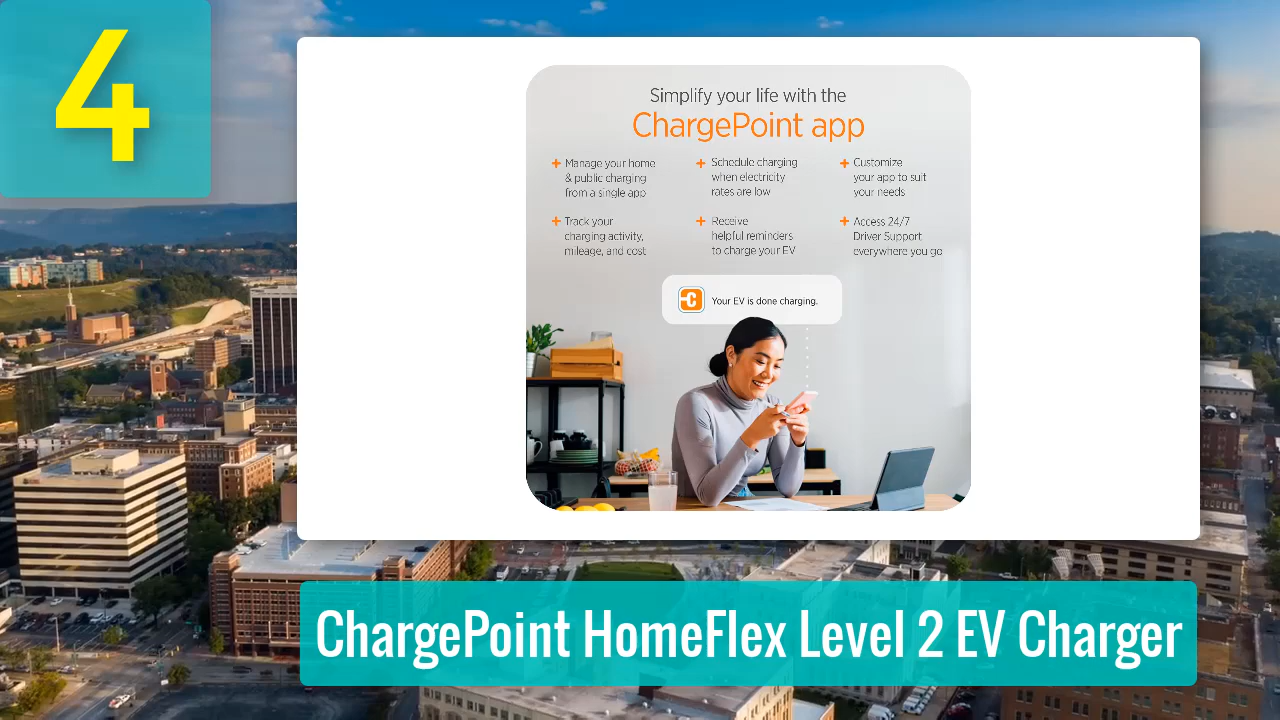 4
Simplify your life with the
ChargePoint app
+ Manage your home
& public charging
from a single app
+ Schedule charging
when electricity
rates are low
+ Customize
your app to suit
your needs
+ Track your
charging activity,
mileage, and cost
+ Receive
helpful reminders
to charge your EV
+ Access 24/7
Driver Support
everywhere you go
C
Your EV is done charging.
ChargePoint HomeFlex Level 2 EV Charger